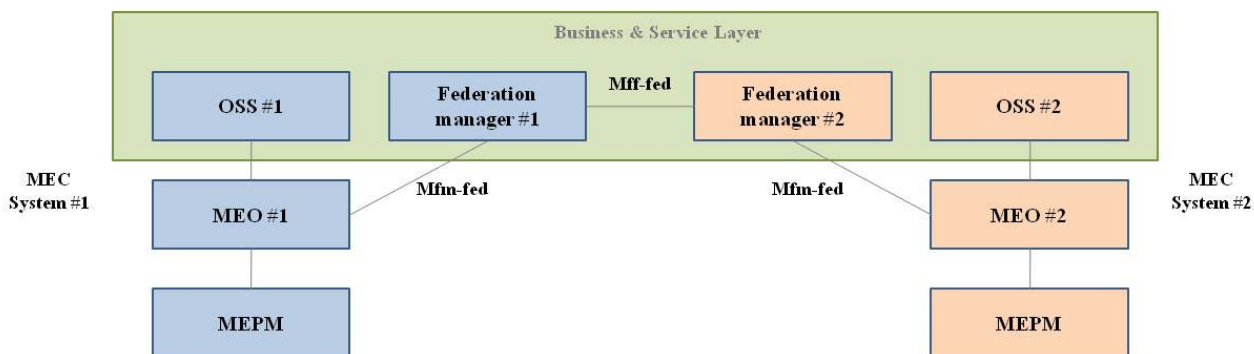 Business & Service Layer
OSS #1
Federation
manager #1
Mff-fed
Federation
manager #2
OSS #2
MEC
System #1
MEO #1
Mfm-fed
Mfm-fed
MEO #2
MEC
System #2
MEPM
MEPM